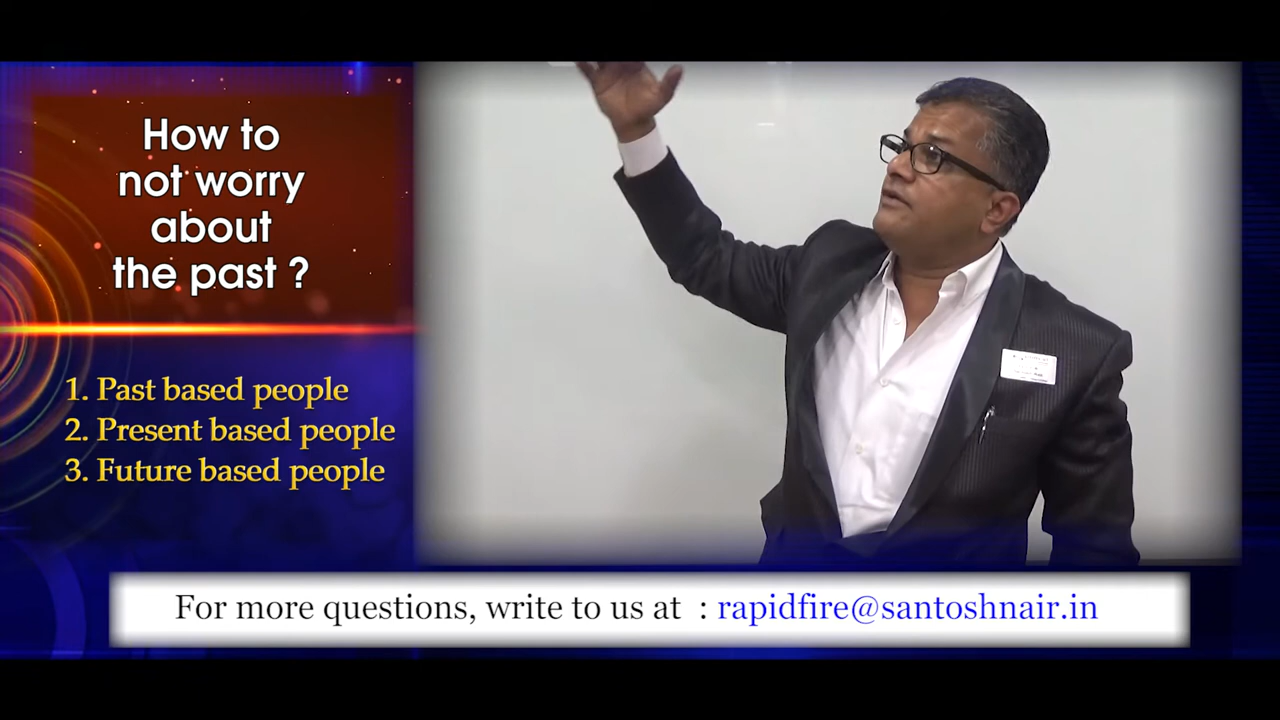 How to
not worry
about
the past ?
1. Past based people
2. Present based people
3. Future based people
For more questions, write to us at : rapidfire@santoshnair.in